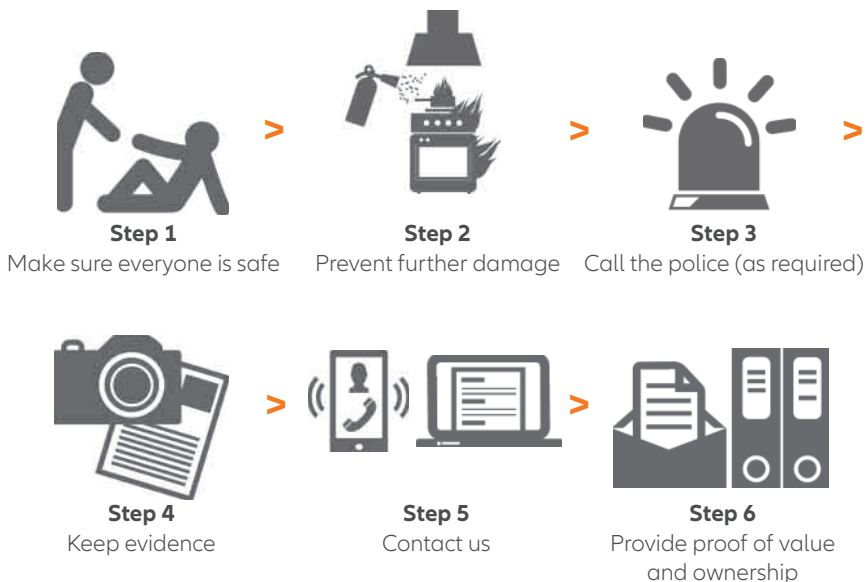 Step 1
Make sure everyone is safe
Step 2
Prevent further damage
Step 3
Call the police (as required)
Step 4
Keep evidence
Step 5
Contact us
Step 6
Provide proof of value
and ownership